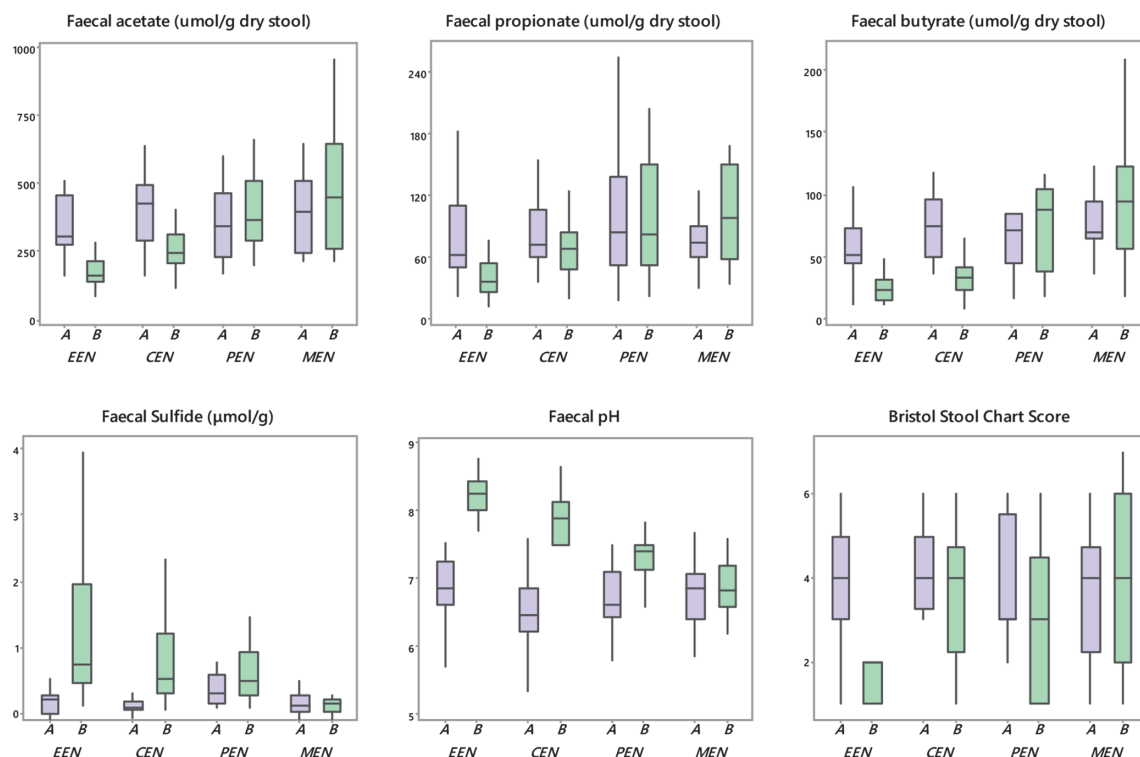 Faecal acetate (umol/g dry stool)
1000
750
500
250
0
A B A B A B A B
EEN CEN PEN MEN
Faecal propionate (umol/g dry stool)
240
180
120
60
0
A B A B A B A B
EEN CEN PEN MEN
Faecal butyrate (umol/g dry stool)
200
150
100
50
0
A B A B A B A B
EEN CEN PEN MEN
Faecal Sulfide (µmol/g)
4
3
2
1
0
A B A B A B A B
EEN CEN PEN MEN
Faecal pH
9
8
7
6
5
A B A B A B A B
EEN CEN PEN MEN
Bristol Stool Chart Score
6
4
2
A B A B A B A B
EEN CEN PEN MEN